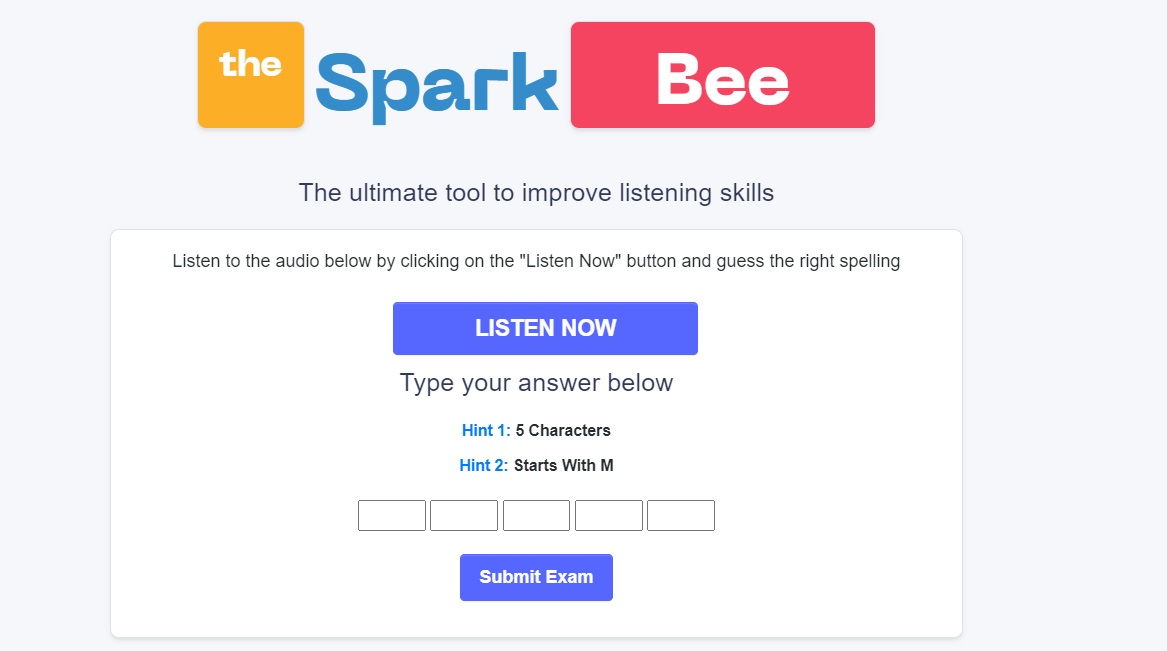 the Spark Bee
The ultimate tool to improve listening skills
Listen to the audio below by clicking on the "Listen Now" button and guess the right spelling
LISTEN NOW
Type your answer below
Hint 1: 5 Characters
Hint 2: Starts With M
Submit Exam